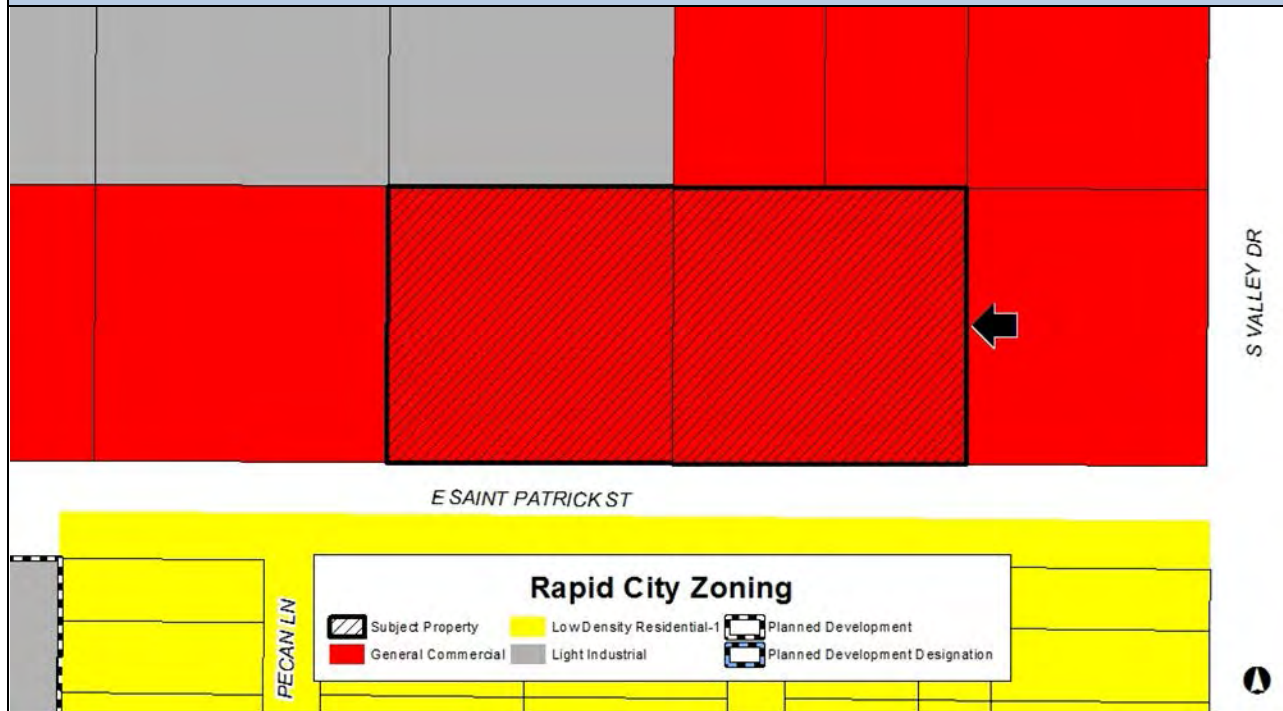 S VALLEY DR
E SAINT PATRICK ST
PECAN LN
Rapid City Zoning
Subject Property
Low Density Residential-1
Planned Development
General Commercial
Light Industrial
Planned Development Designation